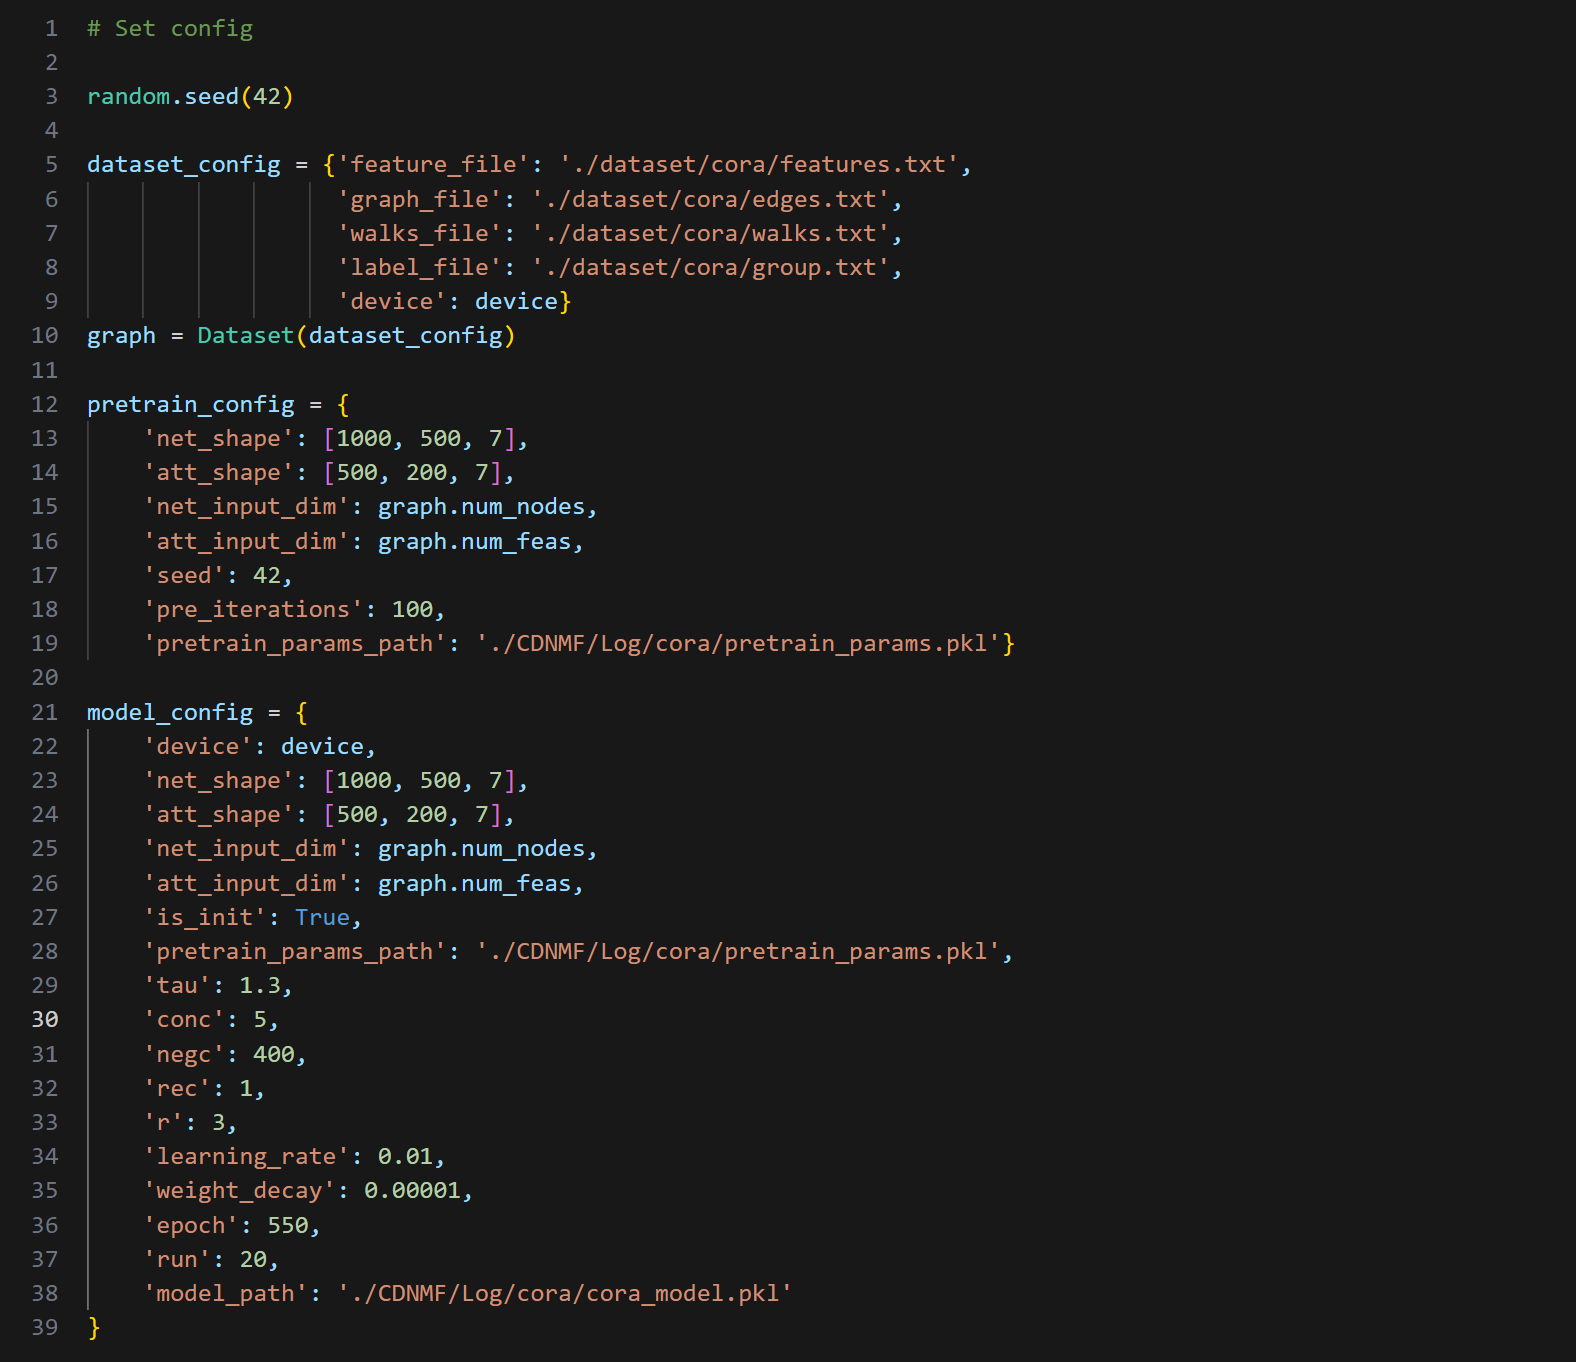 1 # Set config
2
3 random.seed(42)
4
5 dataset_config = {'feature_file': './dataset/cora/features.txt',
6                   'graph_file': './dataset/cora/edges.txt',
7                   'walks_file': './dataset/cora/walks.txt',
8                   'label_file': './dataset/cora/group.txt',
9                   'device': device}
10 graph = Dataset(dataset_config)
11
12 pretrain_config = {
13     'net_shape': [1000, 500, 7],
14     'att_shape': [500, 200, 7],
15     'net_input_dim': graph.num_nodes,
16     'att_input_dim': graph.num_feas,
17     'seed': 42,
18     'pre_iterations': 100,
19     'pretrain_params_path': './CDNMF/Log/cora/pretrain_params.pkl'}
20
21 model_config = {
22     'device': device,
23     'net_shape': [1000, 500, 7],
24     'att_shape': [500, 200, 7],
25     'net_input_dim': graph.num_nodes,
26     'att_input_dim': graph.num_feas,
27     'is_init': True,
28     'pretrain_params_path': './CDNMF/Log/cora/pretrain_params.pkl',
29     'tau': 1.3,
30     'conc': 5,
31     'negc': 400,
32     'rec': 1,
33     'r': 3,
34     'learning_rate': 0.01,
35     'weight_decay': 0.00001,
36     'epoch': 550,
37     'run': 20,
38     'model_path': './CDNMF/Log/cora/cora_model.pkl'
39 }